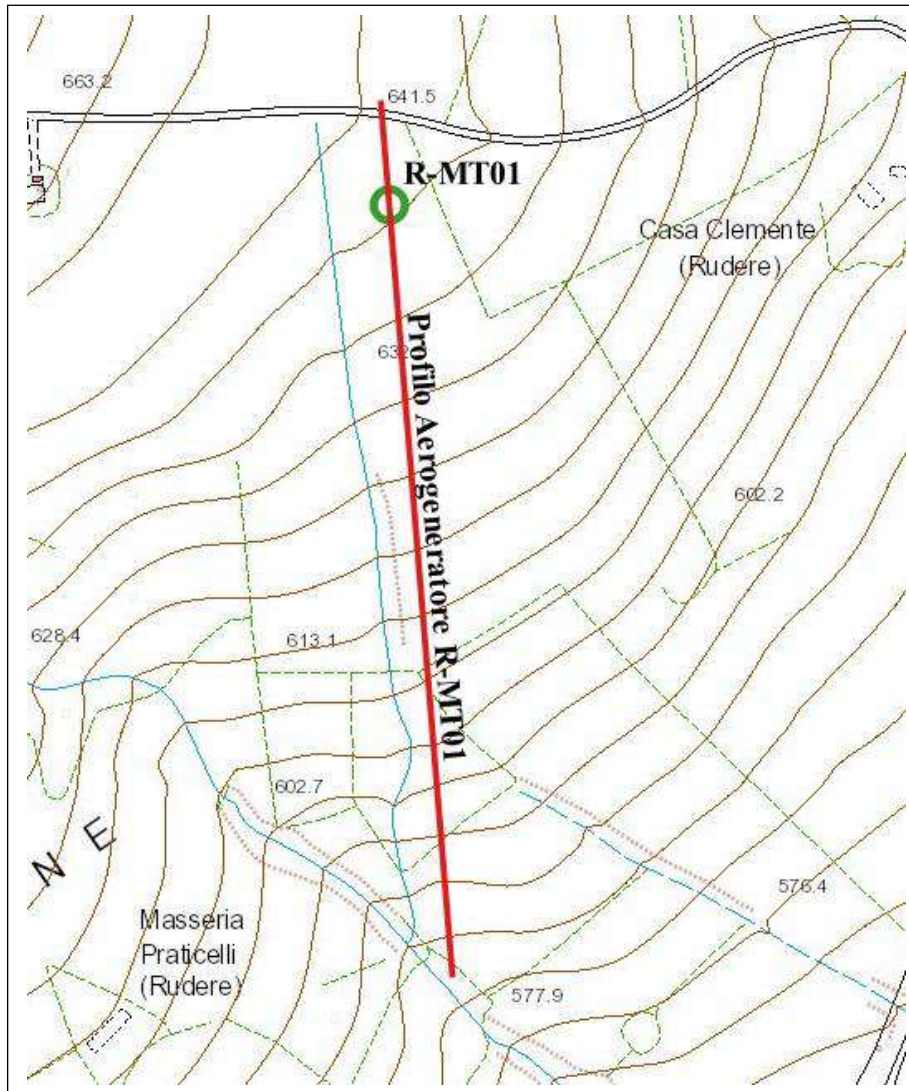 663.2
641.5
R-MT01
Casa Clemente
(Rudere)
Profilo Aerogeneratore R-MT01
602.2
628.4
613.1
602.7
N E
576.4
Masseria
Praticelli
(Rudere)
577.9